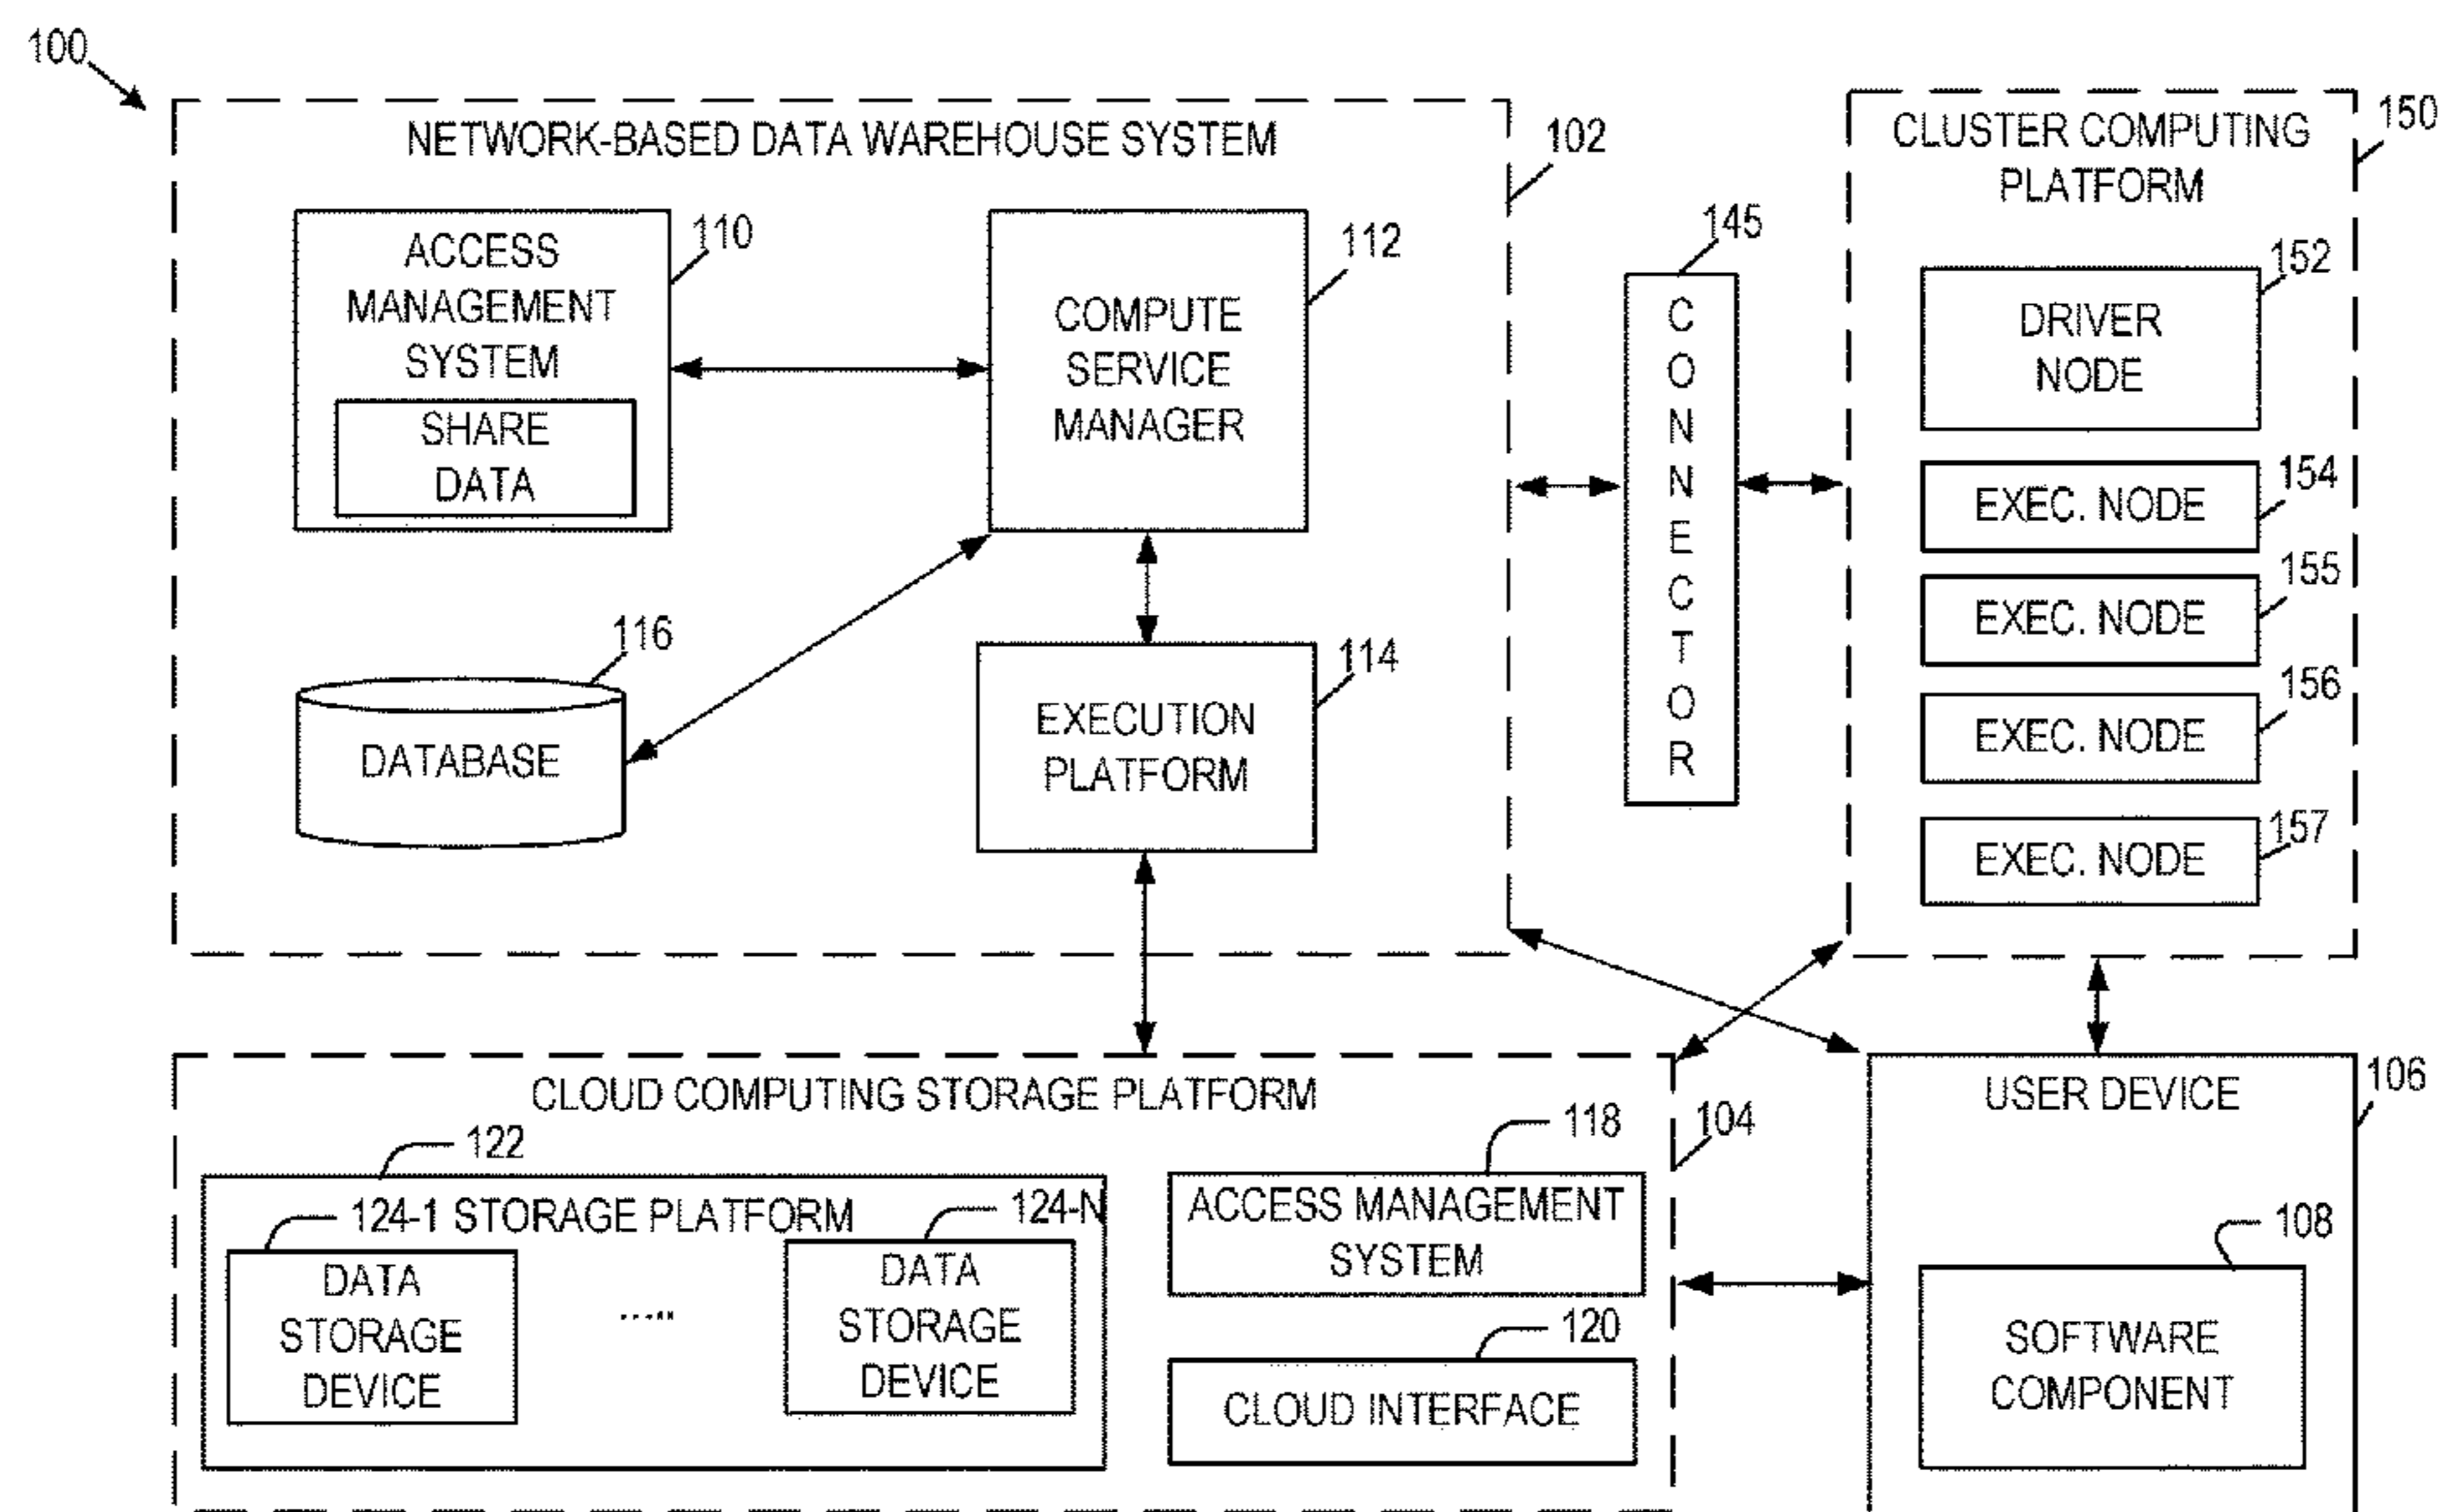 100
NETWORK-BASED DATA WAREHOUSE SYSTEM
102
ACCESS
MANAGEMENT
SYSTEM
110
SHARE
DATA
COMPUTE
SERVICE
MANAGER
112
116
DATABASE
EXECUTION
PLATFORM
114
145
C
O
N
N
E
C
T
O
R
CLUSTER COMPUTING
PLATFORM
150
DRIVER
NODE
152
EXEC. NODE
154
EXEC. NODE
155
EXEC. NODE
156
EXEC. NODE
157
CLOUD COMPUTING STORAGE PLATFORM
104
122
124-1 STORAGE PLATFORM
124-N
DATA
STORAGE
DEVICE
.....
DATA
STORAGE
DEVICE
118
ACCESS MANAGEMENT
SYSTEM
120
CLOUD INTERFACE
USER DEVICE
106
108
SOFTWARE
COMPONENT